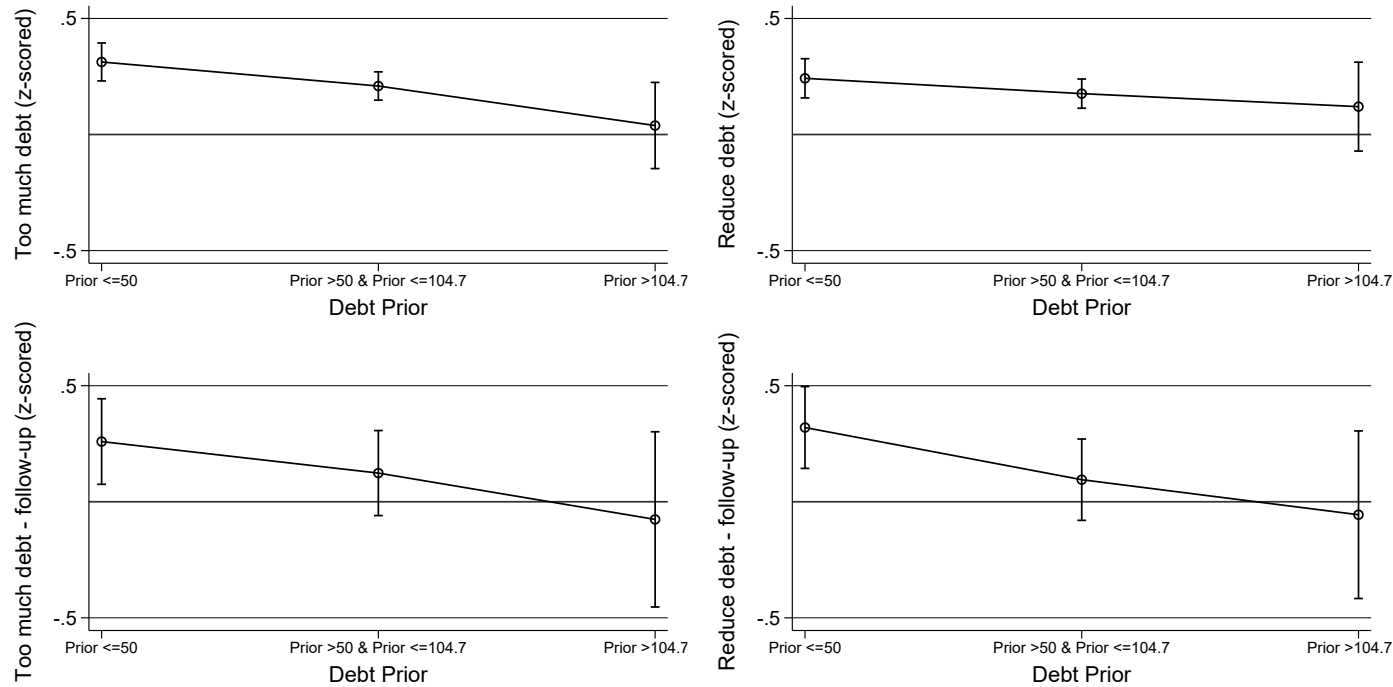 Too much debt (z-scored)
.5
-.5
Prior <=50
Prior >50 & Prior <=104.7
Prior >104.7
Debt Prior
Reduce debt (z-scored)
.5
-.5
Prior <=50
Prior >50 & Prior <=104.7
Prior >104.7
Debt Prior
Too much debt - follow-up (z-scored)
.5
-.5
Prior <=50
Prior >50 & Prior <=104.7
Prior >104.7
Debt Prior
Reduce debt - follow-up (z-scored)
.5
-.5
Prior <=50
Prior >50 & Prior <=104.7
Prior >104.7
Debt Prior